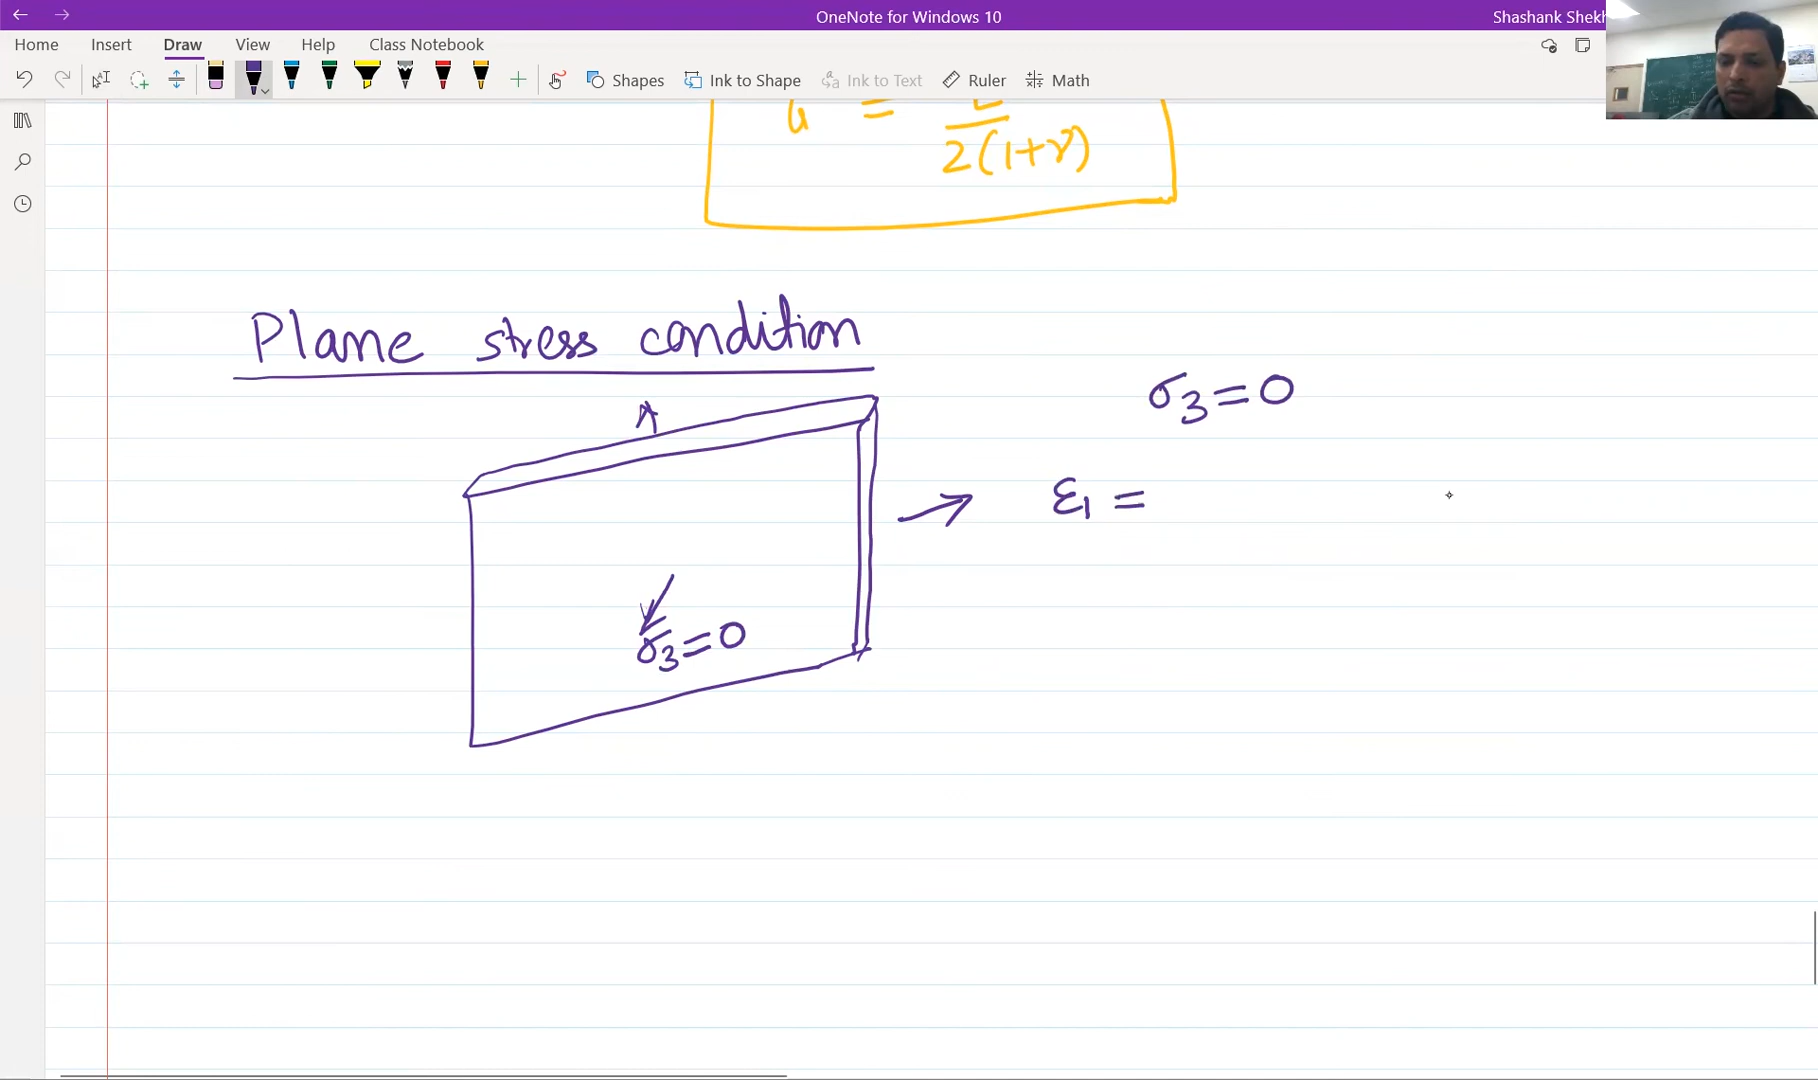 OneNote for Windows 10
Shashank Shekh
Home Insert Draw View Help Class Notebook
Shapes Ink to Shape Ink to Text Ruler Math
G = E
2(1+ν)
Plane stress condition
σ3=0
ε1 =
σ3=0